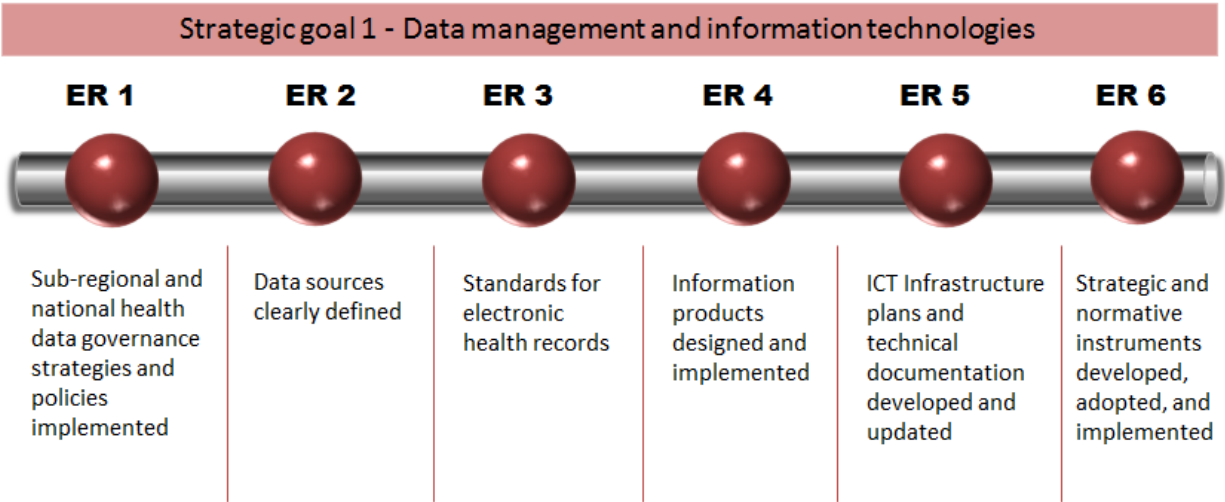 Strategic goal 1 - Data management and information technologies
ER 1
ER 2
ER 3
ER 4
ER 5
ER 6
Sub-regional and
national health
data governance
strategies and
policies
implemented
Data sources
clearly defined
Standards for
electronic
health records
Information
products
designed and
implemented
ICT Infrastructure
plans and
technical
documentation
developed and
updated
Strategic and
normative
instruments
developed,
adopted, and
implemented